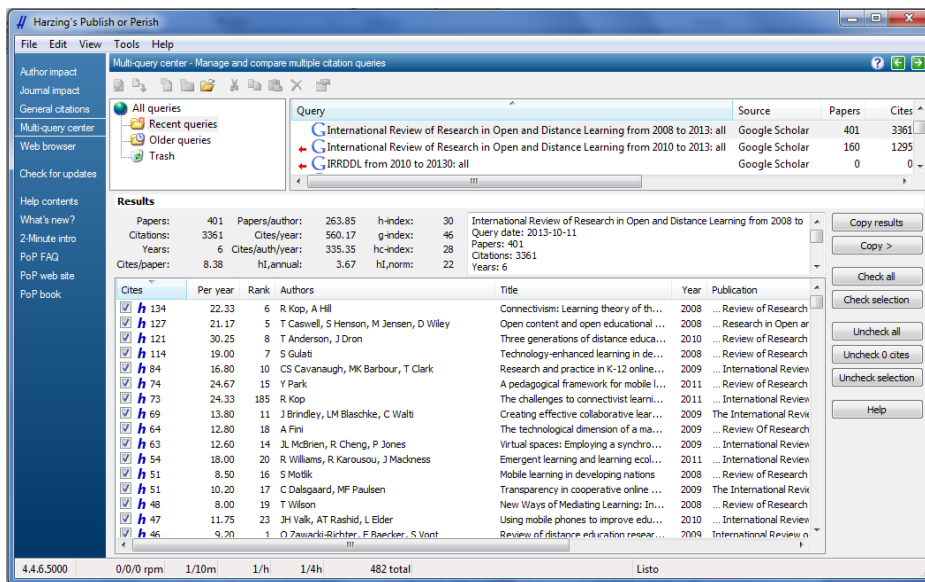 Harzing's Publish or Perish
File Edit View Tools Help
Author impact
Journal impact
General citations
Multi-query center
Web browser
Check for updates
Help contents
What's new?
2-Minute intro
PoP FAQ
PoP web site
PoP book
Multi-query center - Manage and compare multiple citation queries
All queries
Recent queries
Older queries
Trash
Query Source Papers Cites
International Review of Research in Open and Distance Learning from 2008 to 2013: all Google Scholar 401 3361
International Review of Research in Open and Distance Learning from 2010 to 2013: all Google Scholar 160 1295
IRRDDL from 2010 to 20130: all Google Scholar 0 0
Results
Papers: 401 Papers/author: 263.85 h-index: 30
Citations: 3361 Cites/year: 560.17 g-index: 46
Years: 6 Cites/auth/year: 335.35 hc-index: 28
Cites/paper: 8.38 hI,annual: 3.67 hI,norm: 22
International Review of Research in Open and Distance Learning from 2008 to
Query date: 2013-10-11
Papers: 401
Citations: 3361
Years: 6
Copy results
Copy >
Check all
Check selection
Uncheck all
Uncheck 0 cites
Uncheck selection
Help
Cites Per year Rank Authors Title Year Publication
h 134 22.33 6 R Kop, A Hill Connectivism: Learning theory of th... 2008 ... Review of Research
h 127 21.17 5 T Caswell, S Henson, M Jensen, D Wiley Open content and open educational ... 2008 ... Research in Open ar
h 121 30.25 8 T Anderson, J Dron Three generations of distance educa... 2010 ... Review of Research
h 114 19.00 7 S Gulati Technology-enhanced learning in de... 2008 ... Review of Research
h 84 16.80 10 CS Cavanaugh, MK Barbour, T Clark Research and practice in K-12 online... 2009 ... International Review
h 74 24.67 15 Y Park A pedagogical framework for mobile l... 2011 ... Review of Research
h 73 24.33 185 R Kop The challenges to connectivist learni... 2011 ... International Review
h 69 13.80 11 J Brindley, LM Blaschke, C Walti Creating effective collaborative lear... 2009 The International Revie
h 64 12.80 18 A Fini The technological dimension of a ma... 2009 ... Review Of Research
h 63 12.60 14 JL McBrien, R Cheng, P Jones Virtual spaces: Employing a synchro... 2009 ... International Review
h 54 18.00 20 R Williams, R Karousou, J Mackness Emergent learning and learning ecol... 2011 ... International Review
h 51 8.50 16 S Motlik Mobile learning in developing nations 2008 ... Review of Research
h 51 10.20 17 C Dalsgaard, MF Paulsen Transparency in cooperative online ... 2009 The International Revie
h 48 8.00 19 T Wilson New Ways of Mediating Learning: In... 2008 ... Review of Research
h 47 11.75 23 JH Valk, AT Rashid, L Elder Using mobile phones to improve edu... 2010 ... International Review
h 46 9.20 1 O Zawacki-Richter, E Baecker, S Vogt Review of distance education resear... 2009 International Review o
4.4.6.5000 0/0/0 rpm 1/10m 1/h 1/4h 482 total Listo